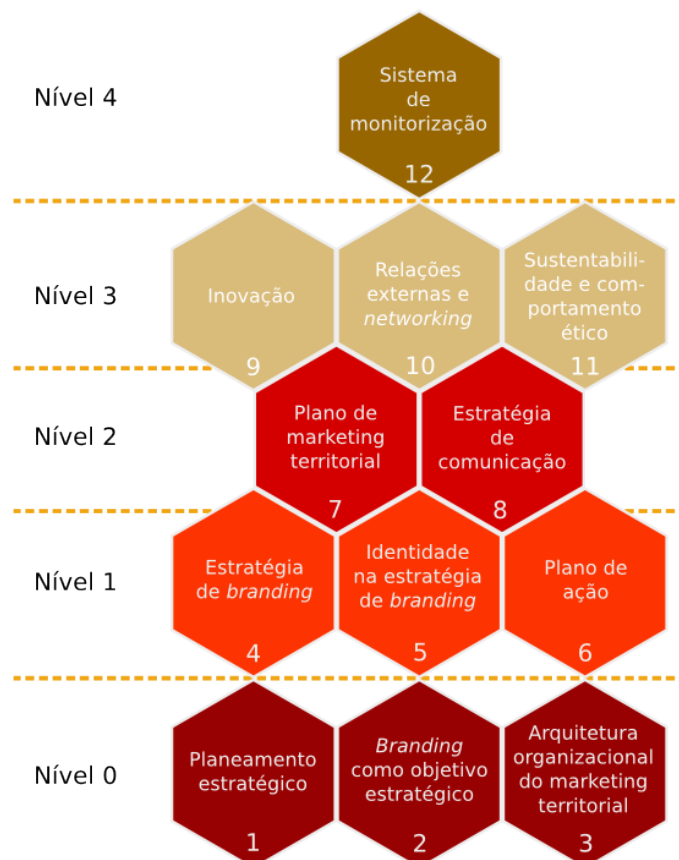 Nível 4
Sistema
de
monitorização
12
Nível 3
Inovação
9
Relações
externas e
networking
10
Sustentabili-
dade e com-
portamento
ético
11
Nível 2
Plano de
marketing
territorial
7
Estratégia
de
comunicação
8
Nível 1
Estratégia
de branding
4
Identidade
na estratégia
de branding
5
Plano de
ação
6
Nível 0
Planeamento
estratégico
1
Branding
como objetivo
estratégico
2
Arquitetura
organizacional
do marketing
territorial
3